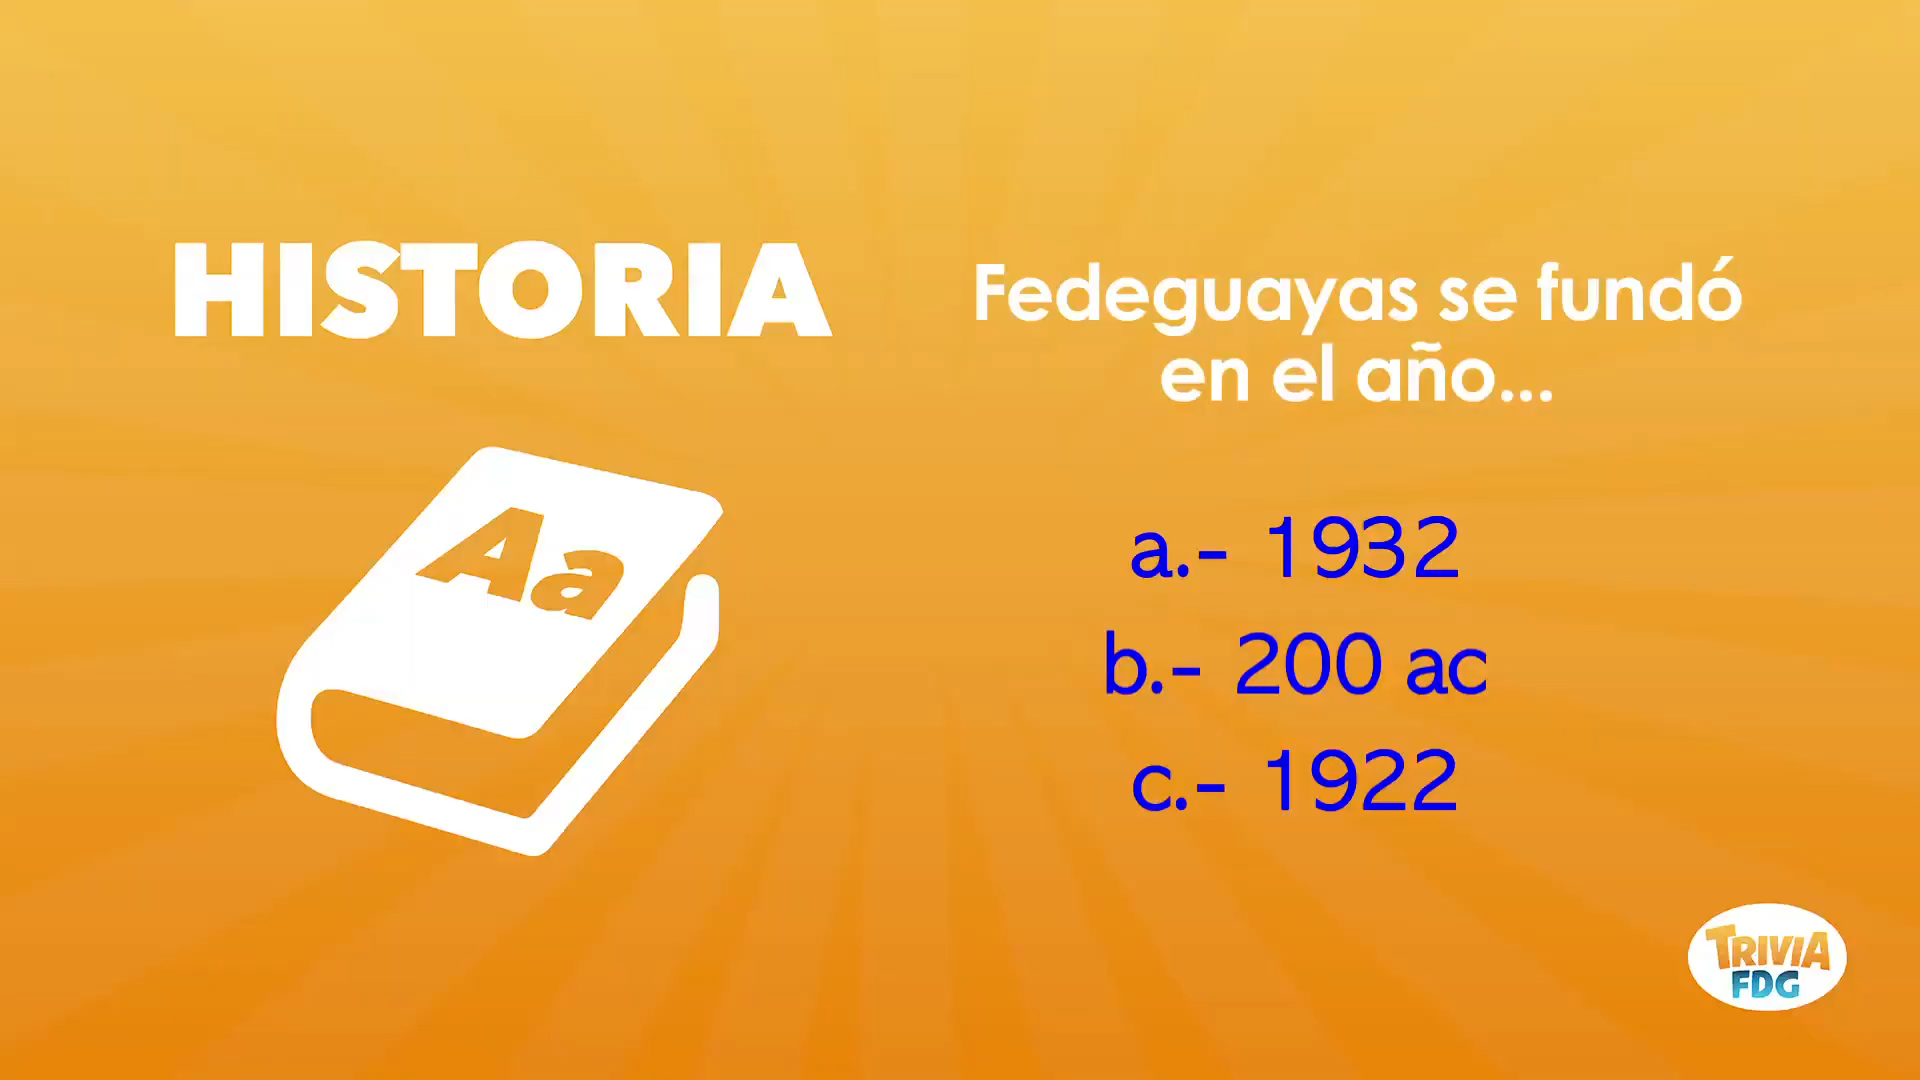 HISTORIA
Aa
Fedeguayas se fundó
en el año...
a.- 1932
b.- 200 ac
c.- 1922
TRIVIA
FDG